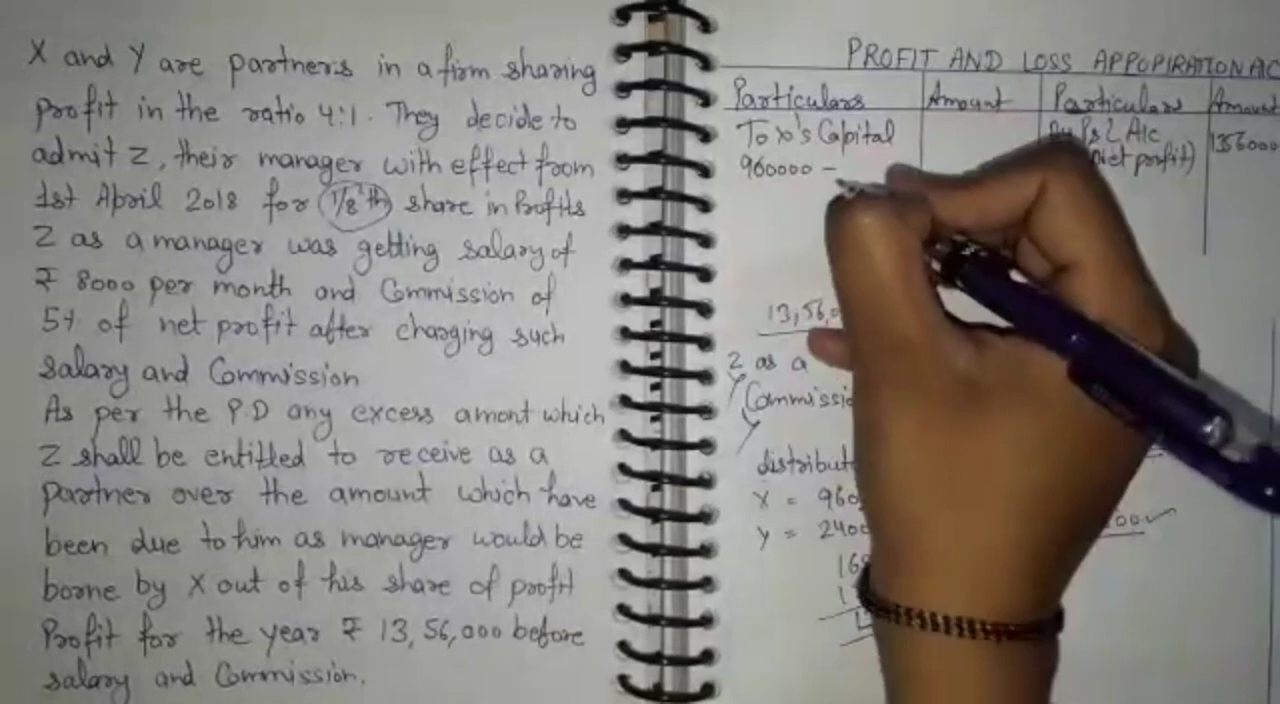 X and Y are partners in a firm sharing
profit in the ratio 4:1. They decide to
admit Z, their manager with effect from
1st April 2018 for 1/8th share in Profits
Z as a manager was getting salary of
₹ 8000 per month and Commission of
5% of net profit after charging such
salary and Commission
As per the P.D any excess amont which
Z shall be entitled to receive as a
partner over the amount which have
been due to him as manager would be
borne by X out of his share of profit
Profit for the year ₹ 13,56,000 before
salary and Commission.
PROFIT AND LOSS APPOPIRATION A/C
Particulars Amount Particulars Amount
To X's Capital
960000 -
P & L A/c
Net profit)
1356000
13,56,0
Z as a
Commissio
distribut
X = 960
Y = 2400